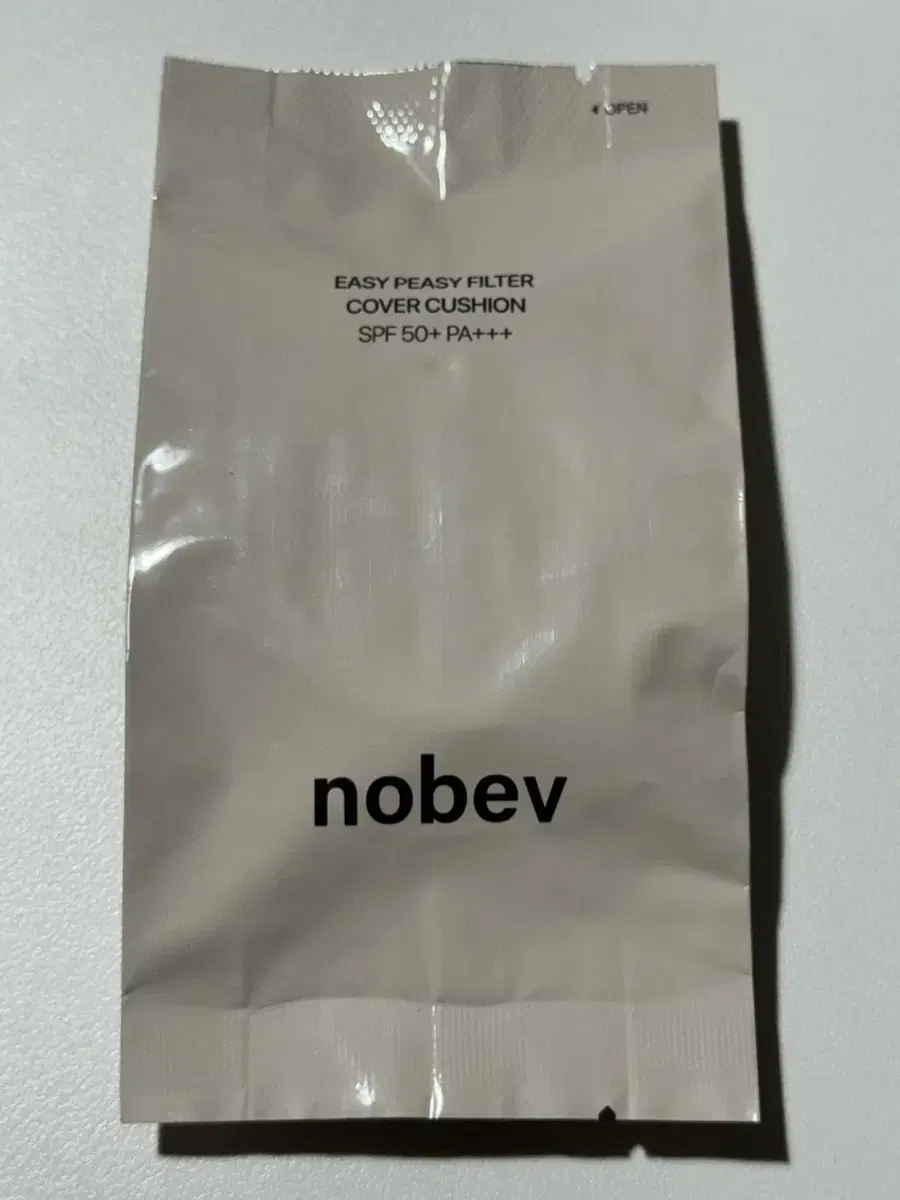 OPEN
EASY PEASY FILTER
COVER CUSHION
SPF 50+ PA+++
nobev